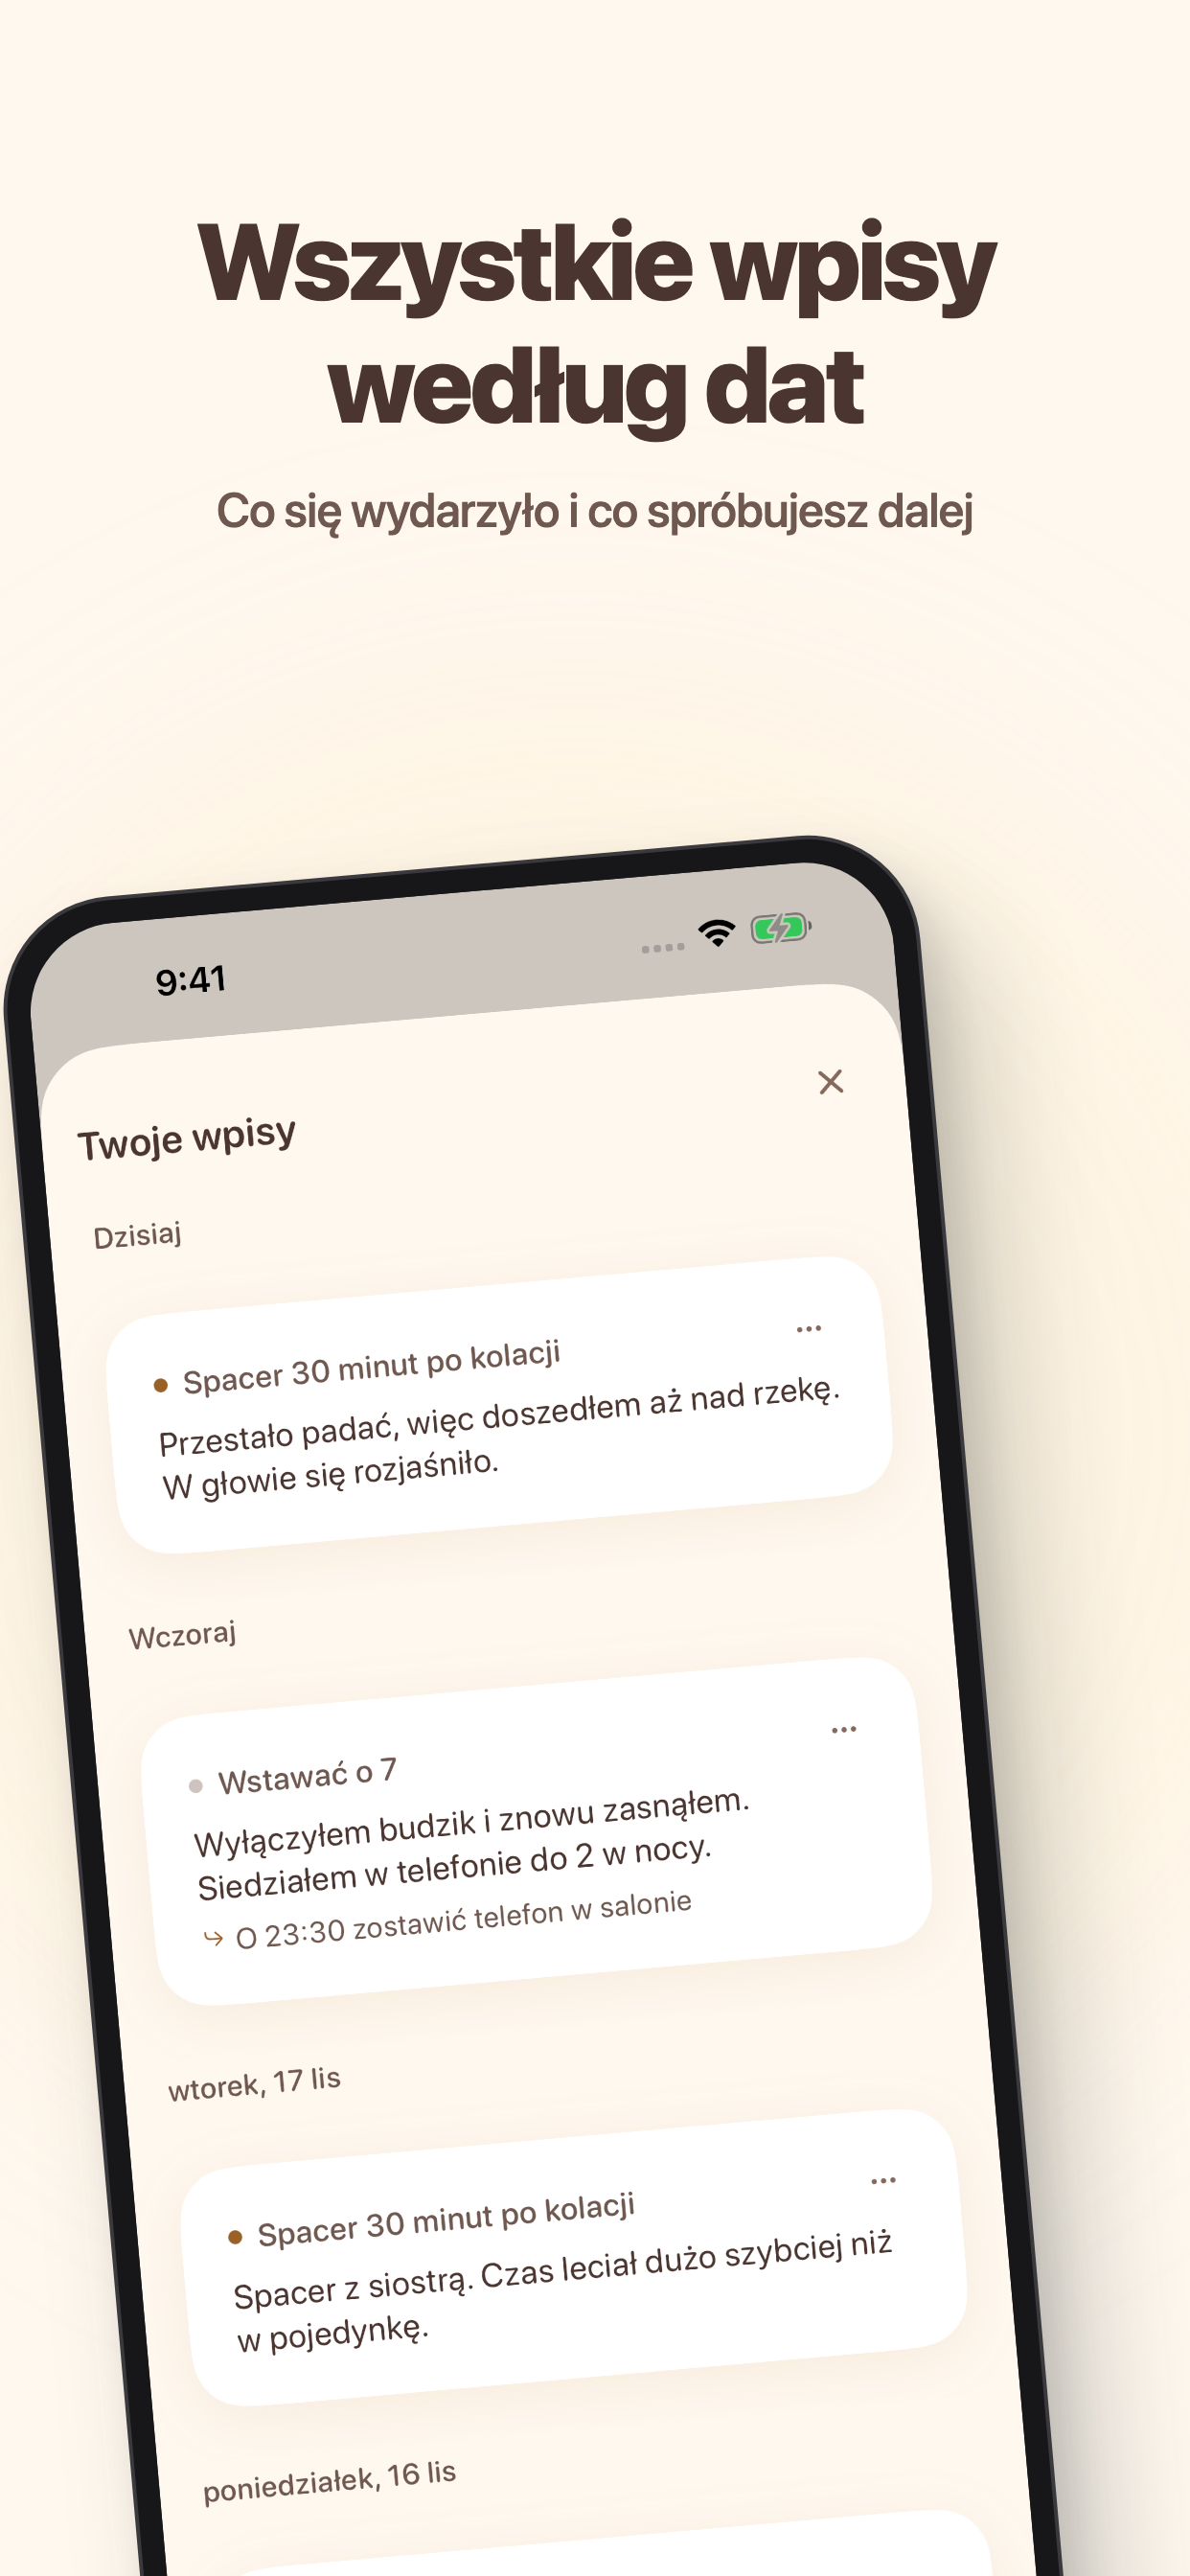 Wszystkie wpisy
według dat
Co się wydarzyło i co spróbujesz dalej
9:41
Twoje wpisy
Dzisiaj
Spacer 30 minut po kolacji
Przestało padać, więc doszedłem aż nad rzekę.
W głowie się rozjaśniło.
Wczoraj
Wstawać o 7
Wyłączyłem budzik i znowu zasnąłem.
Siedziałem w telefonie do 2 w nocy.
O 23:30 zostawić telefon w salonie
wtorek, 17 lis
Spacer 30 minut po kolacji
Spacer z siostrą. Czas leciał dużo szybciej niż
w pojedynkę.
poniedziałek, 16 lis